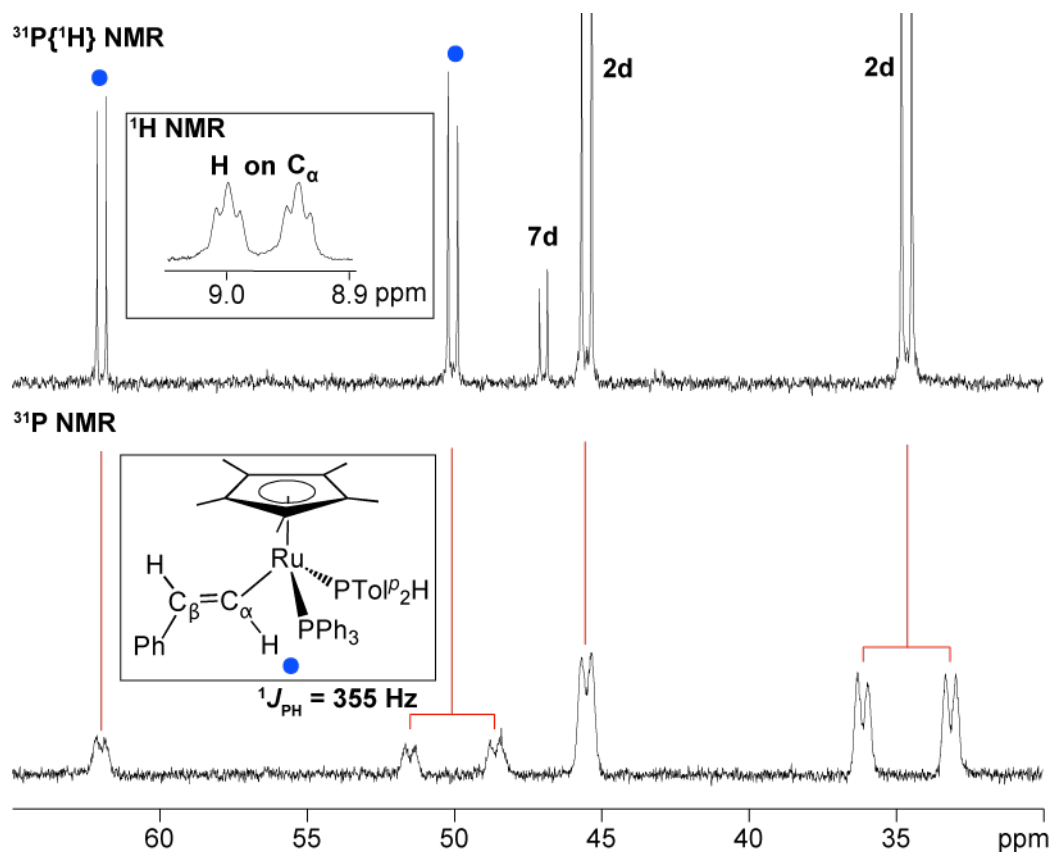 ³¹P{¹H} NMR
2d
2d
¹H NMR
H on Cα
7d
9.0 8.9 ppm
³¹P NMR
H
Ru
PTolᵖ₂H
Cβ=Cα
PPh₃
Ph
H
¹JPH = 355 Hz
60 55 50 45 40 35 ppm